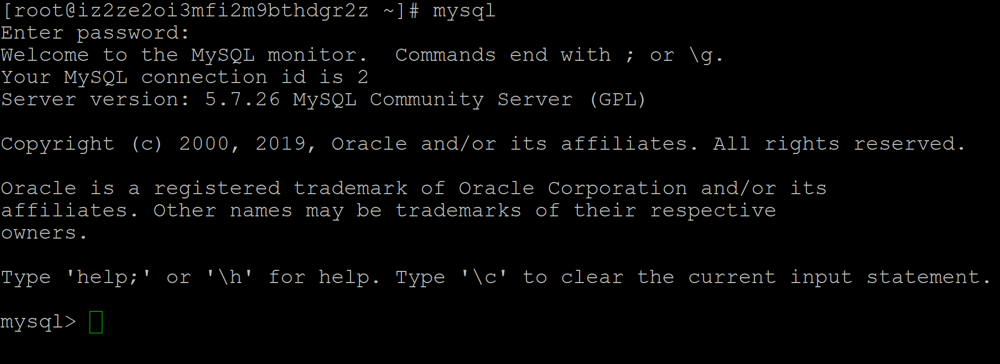 [root@iz2ze2oi3mfi2m9bthdgr2z ~]# mysql
Enter password:
Welcome to the MySQL monitor.  Commands end with ; or \g.
Your MySQL connection id is 2
Server version: 5.7.26 MySQL Community Server (GPL)

Copyright (c) 2000, 2019, Oracle and/or its affiliates. All rights reserved.

Oracle is a registered trademark of Oracle Corporation and/or its
affiliates. Other names may be trademarks of their respective
owners.

Type 'help;' or '\h' for help. Type '\c' to clear the current input statement.

mysql>